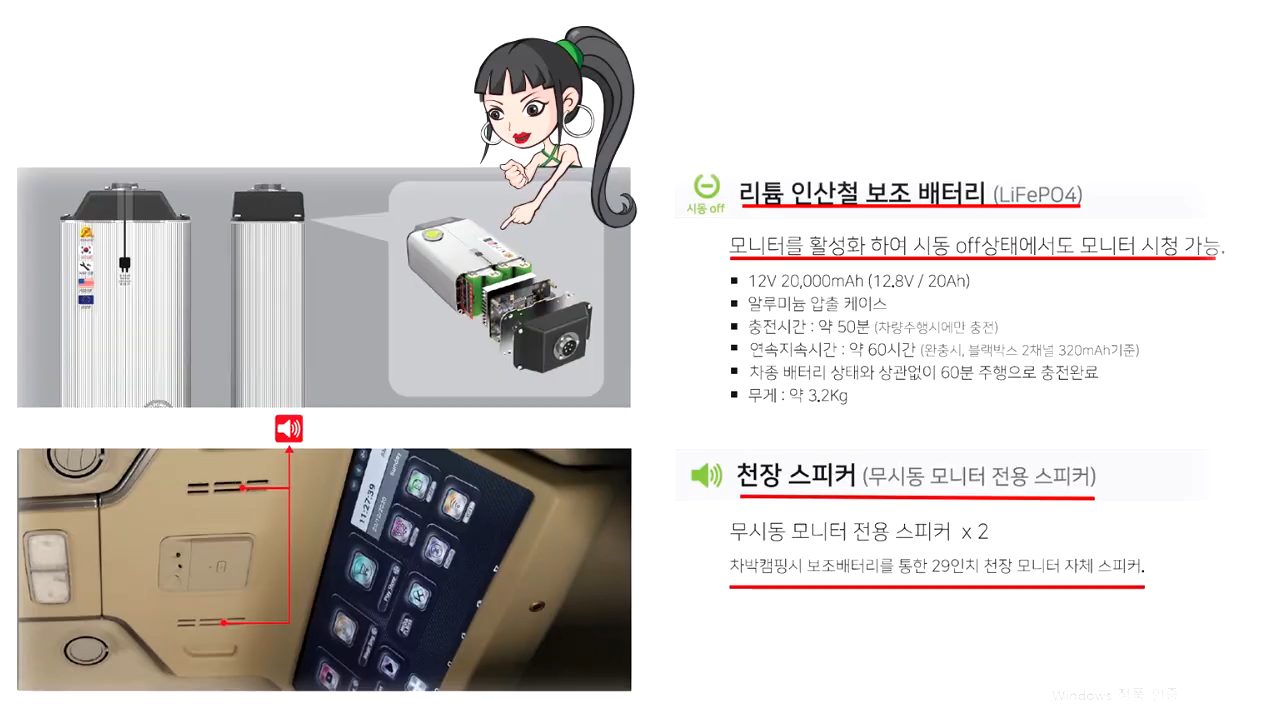 시동 off
리튬 인산철 보조 배터리 (LiFePO4)
모니터를 활성화 하여 시동 off상태에서도 모니터 시청 가능.
12V 20,000mAh (12.8V / 20Ah)
알루미늄 압출 케이스
충전시간 : 약 50분 (차량주행시에만 충전)
연속지속시간 : 약 60시간 (완충시, 블랙박스 2채널 320mAh기준)
차종 배터리 상태와 상관없이 60분 주행으로 충전완료
무게 : 약 3.2Kg
천장 스피커 (무시동 모니터 전용 스피커)
무시동 모니터 전용 스피커 x 2
차박캠핑시 보조배터리를 통한 29인치 천장 모니터 자체 스피커.
Sunday
11:27:39
Play Store
Windows 정품 인증